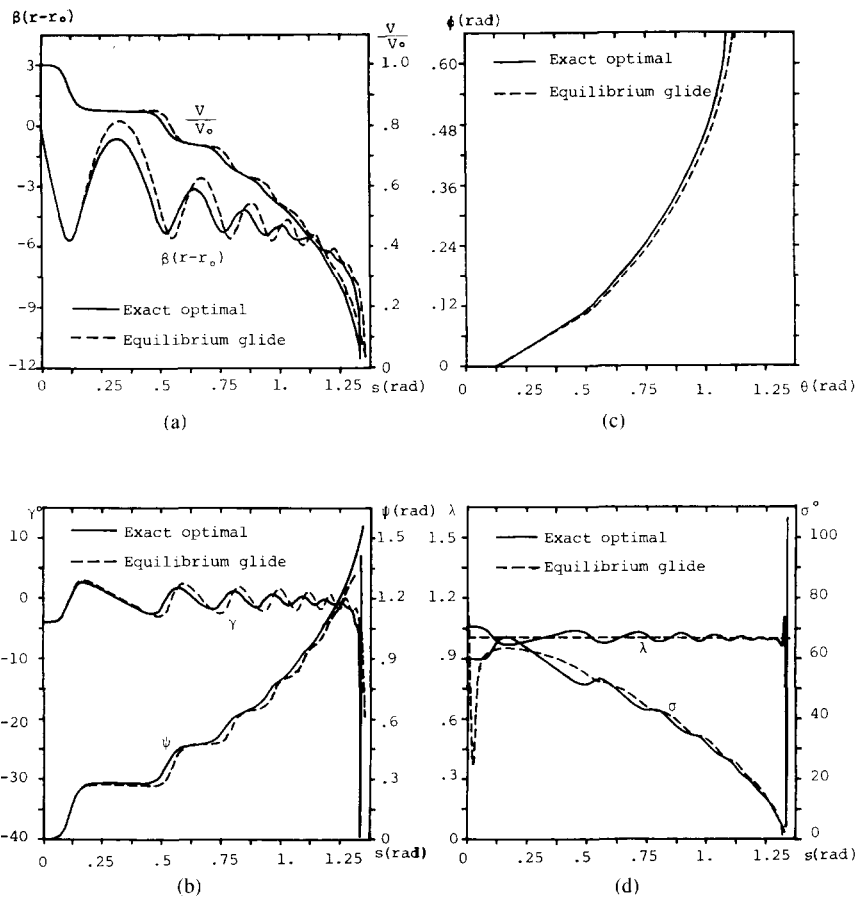 β(r-r₀)
V
V₀
3
0
-3
-6
-9
-12
1.0
.8
.6
.4
.2
0
V
V₀
β(r-r₀)
Exact optimal
Equilibrium glide
0 .25 .5 .75 1. 1.25 s(rad)
(a)
ϕ(rad)
.60
.48
.36
.24
.12
0
Exact optimal
Equilibrium glide
0 .25 .5 .75 1. θ(rad)
(c)
γ°
10
0
-10
-20
-30
-40
ψ(rad)
1.5
1.2
.9
.6
.3
0
Exact optimal
Equilibrium glide
γ
ψ
0 .25 .5 .75 1. 1.25 s(rad)
(b)
λ
1.5
1.2
.9
.6
.3
0
σ°
100
80
60
40
20
0
Exact optimal
Equilibrium glide
λ
σ
0 .25 .5 .75 1. 1.25 s(rad)
(d)